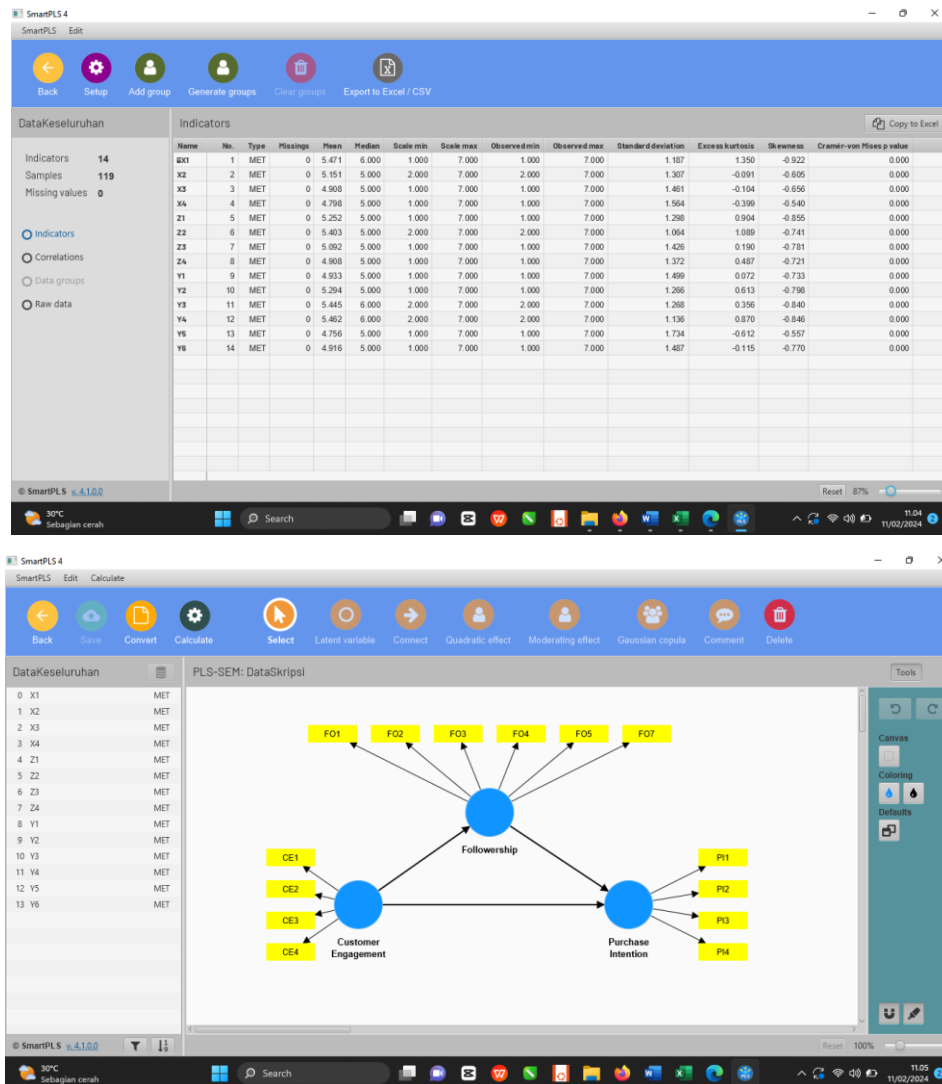 SmartPLS 4
SmartPLS Edit
Back Setup Add group Generate groups Clear groups Export to Excel / CSV
DataKeseluruhan Indicators Copy to Excel
Name No. Type Missings Mean Median Scale min Scale max Observed min Observed max Standard deviation Excess kurtosis Skewness Cramér-von Mises p value
X1 1 MET 0 5.471 6.000 1.000 7.000 1.000 7.000 1.187 1.350 -0.922 0.000
X2 2 MET 0 5.151 5.000 2.000 7.000 2.000 7.000 1.307 -0.091 -0.605 0.000
X3 3 MET 0 4.908 5.000 1.000 7.000 1.000 7.000 1.461 -0.104 -0.656 0.000
X4 4 MET 0 4.798 5.000 1.000 7.000 1.000 7.000 1.564 -0.399 -0.540 0.000
Z1 5 MET 0 5.252 5.000 1.000 7.000 1.000 7.000 1.298 0.904 -0.855 0.000
Z2 6 MET 0 5.403 5.000 2.000 7.000 2.000 7.000 1.064 1.089 -0.741 0.000
Z3 7 MET 0 5.092 5.000 1.000 7.000 1.000 7.000 1.426 0.190 -0.781 0.000
Z4 8 MET 0 4.908 5.000 1.000 7.000 1.000 7.000 1.372 0.487 -0.721 0.000
Y1 9 MET 0 4.933 5.000 1.000 7.000 1.000 7.000 1.499 0.072 -0.733 0.000
Y2 10 MET 0 5.294 5.000 1.000 7.000 1.000 7.000 1.266 0.613 -0.798 0.000
Y3 11 MET 0 5.445 6.000 2.000 7.000 2.000 7.000 1.268 0.356 -0.840 0.000
Y4 12 MET 0 5.462 6.000 2.000 7.000 2.000 7.000 1.136 0.870 -0.846 0.000
Y5 13 MET 0 4.756 5.000 1.000 7.000 1.000 7.000 1.734 -0.612 -0.557 0.000
Y6 14 MET 0 4.916 5.000 1.000 7.000 1.000 7.000 1.487 -0.115 -0.770 0.000
Indicators 14
Samples 119
Missing values 0
Indicators
Correlations
Data groups
Raw data
© SmartPLS v. 4.1.0.0 Reset 87%
30°C
Sebagian cerah
Search
11.04
11/02/2024
2
SmartPLS 4
SmartPLS Edit Calculate
Back Save Convert Calculate Select Latent variable Connect Quadratic effect Moderating effect Gaussian copula Comment Delete
DataKeseluruhan PLS-SEM: DataSkripsi Tools
0 X1 MET
1 X2 MET
2 X3 MET
3 X4 MET
4 Z1 MET
5 Z2 MET
6 Z3 MET
7 Z4 MET
8 Y1 MET
9 Y2 MET
10 Y3 MET
11 Y4 MET
12 Y5 MET
13 Y6 MET
FO1 FO2 FO3 FO4 FO5 FO7
Followership
CE1
CE2
CE3
CE4
Customer
Engagement
PI1
PI2
PI3
PI4
Purchase
Intention
Canvas
Coloring
Defaults
© SmartPLS v. 4.1.0.0 Reset 100%
30°C
Sebagian cerah
Search
11.05
11/02/2024